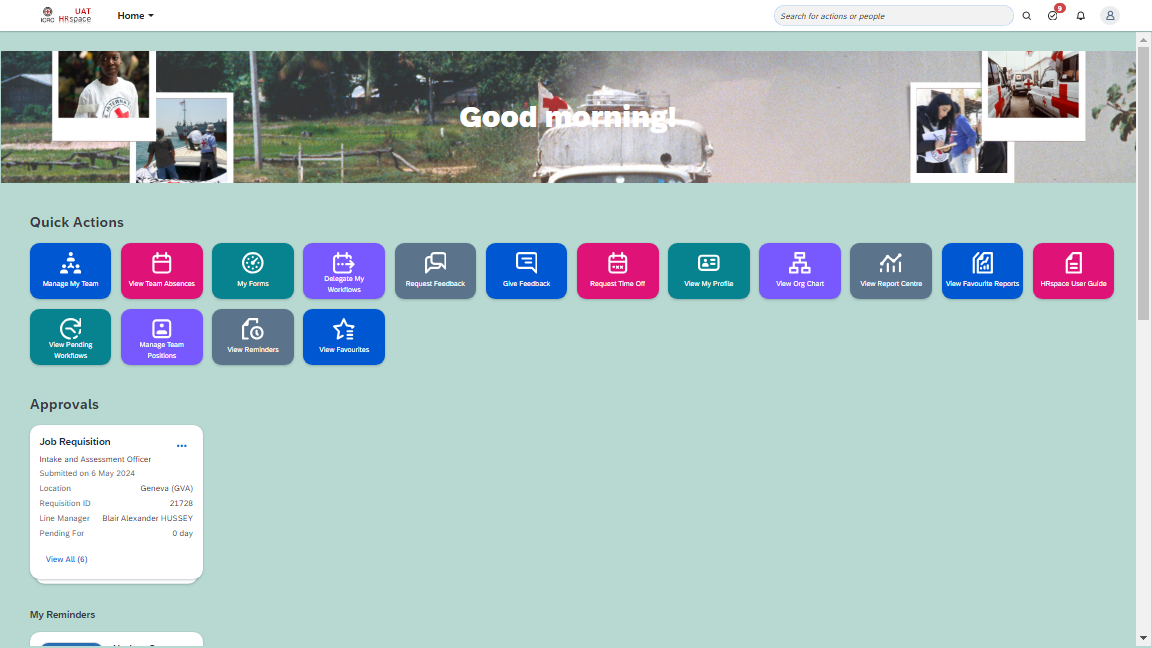 ICRC
UAT
HRspace
Home
Search for actions or people
9
Good morning!
Quick Actions
Manage My Team
View Team Absences
My Forms
Delegate My
Workflows
Request Feedback
Give Feedback
Request Time Off
View My Profile
View Org Chart
View Report Centre
View Favourite Reports
HRspace User Guide
View Pending
Workflows
Manage Team
Positions
View Reminders
View Favourites
Approvals
Job Requisition
Intake and Assessment Officer
Submitted on 6 May 2024
Location Geneva (GVA)
Requisition ID 21728
Line Manager Blair Alexander HUSSEY
Pending For 0 day
View All (6)
My Reminders